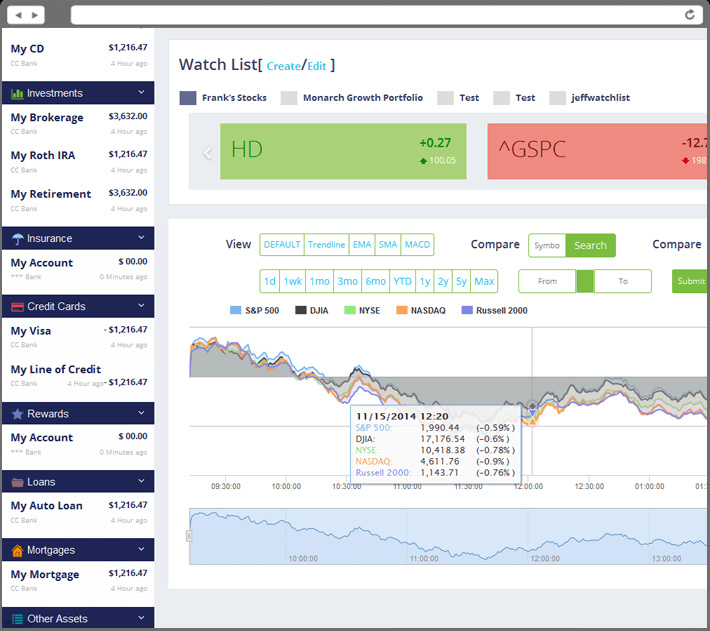 My CD $1,216.47
CC Bank 4 Hour ago
Investments
My Brokerage $3,632.00
CC Bank 4 Hour ago
My Roth IRA $1,216.47
CC Bank 4 Hour ago
My Retirement $3,632.00
CC Bank 4 Hour ago
Insurance
My Account $ 00.00
*** Bank 0 Minutes ago
Credit Cards
My Visa - $1,216.47
CC Bank 4 Hour ago
My Line of Credit
CC Bank 4 Hour ago - $1,216.47
Rewards
My Account $ 00.00
*** Bank 0 Minutes ago
Loans
My Auto Loan $1,216.47
CC Bank 4 Hour ago
Mortgages
My Mortgage $1,216.47
CC Bank 4 Hour ago
Other Assets
Watch List[ Create/Edit ]
Frank's Stocks Monarch Growth Portfolio Test Test jeffwatchlist
HD +0.27 100.05
^GSPC -12.7 198
View DEFAULT Trendline EMA SMA MACD Compare Symbo Search Compare
1d 1wk 1mo 3mo 6mo YTD 1y 2y 5y Max From To Submit
S&P 500 DJIA NYSE NASDAQ Russell 2000
11/15/2014 12:20
S&P 500: 1,990.44 (-0.59%)
DJIA: 17,176.54 (-0.6%)
NYSE: 10,418.38 (-0.78%)
NASDAQ: 4,611.76 (-0.9%)
Russell 2000: 1,143.71 (-0.76%)
09:30:00 10:00:00 10:30:00 11:00:00 11:30:00 12:00:00 12:30:00 01:00:00 01:
10:00:00 11:00:00 12:00:00 13:00:00